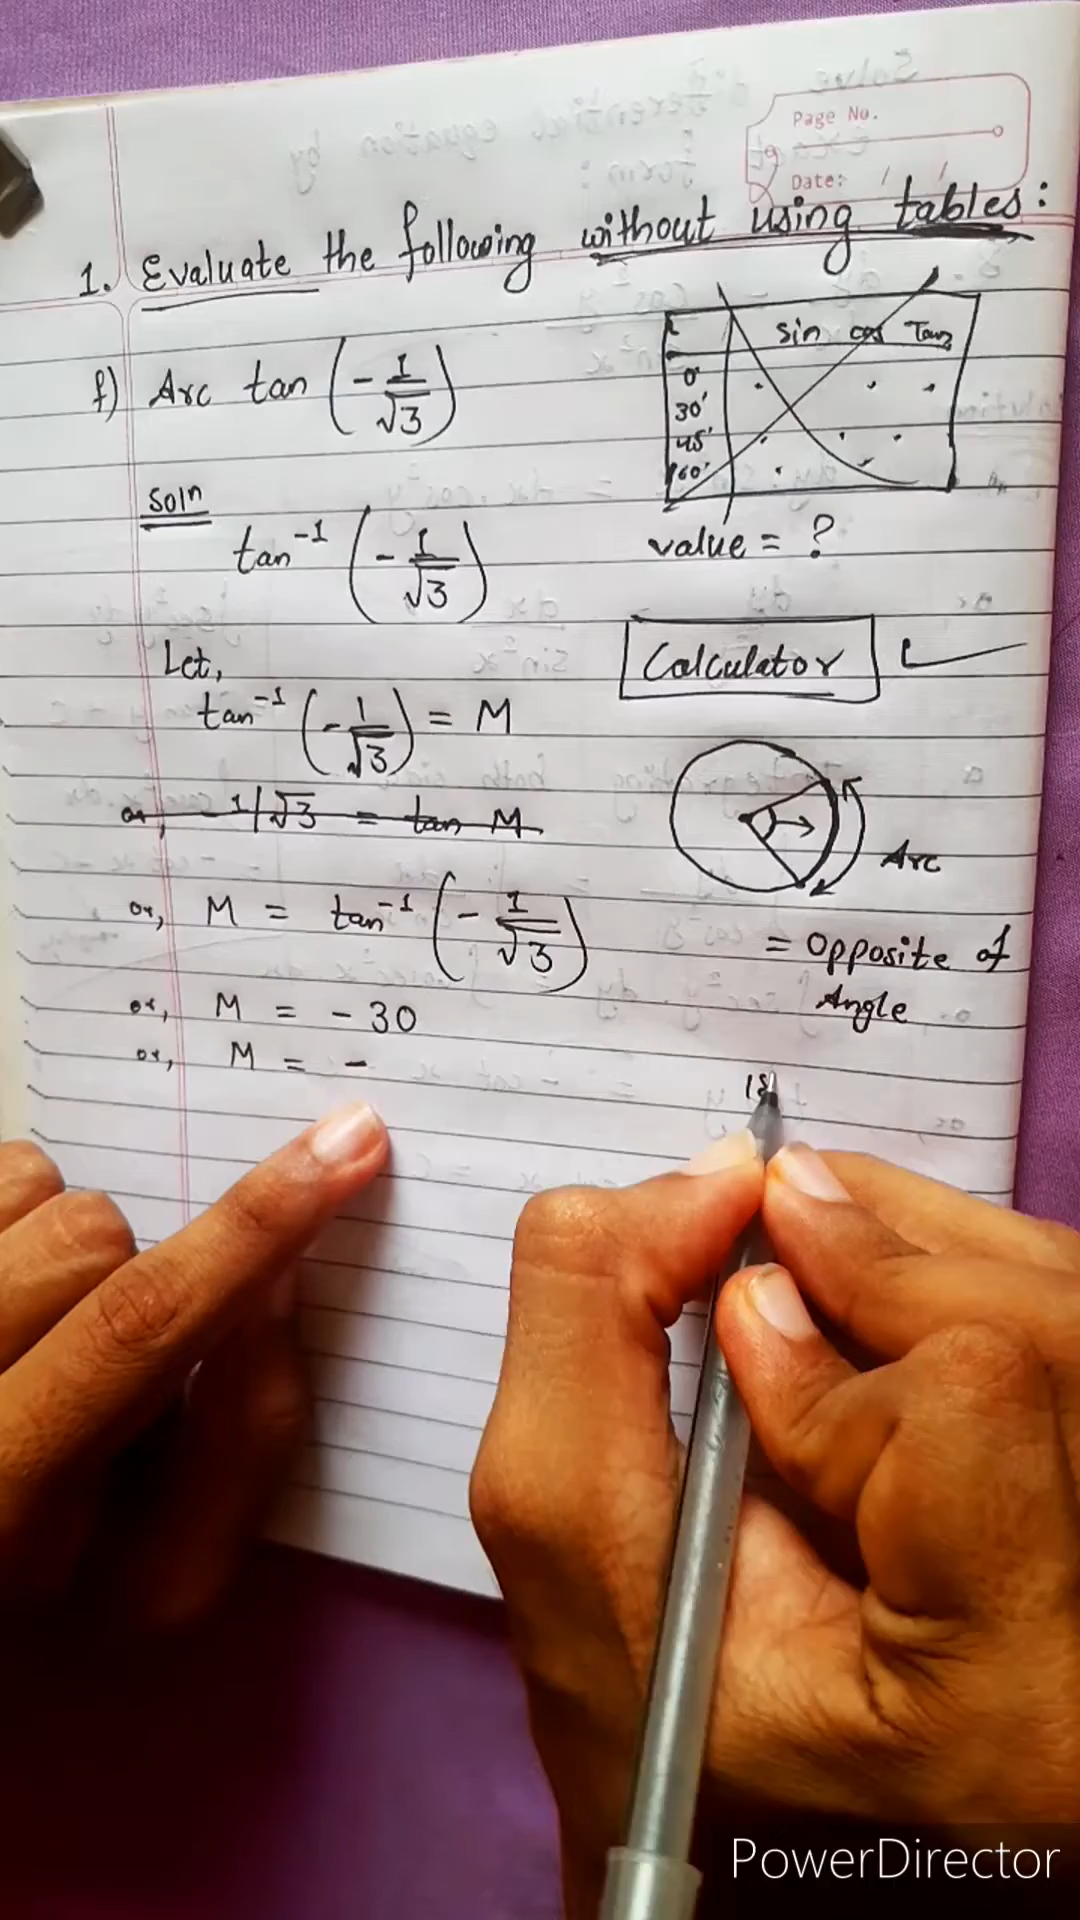 Page No.
Date: / /
1. Evaluate the following without using tables:
f) Arc tan (-1/√3)
sin cos Tan
0°
30°
45°
60°
Soln
tan⁻¹ (-1/√3)
value = ?
Let,
Calculator
tan⁻¹ (-1/√3) = M
or, 1/√3 = tan M
Arc
or, M = tan⁻¹ (-1/√3)
= Opposite of
Angle
or, M = -30
or, M = -
18
PowerDirector